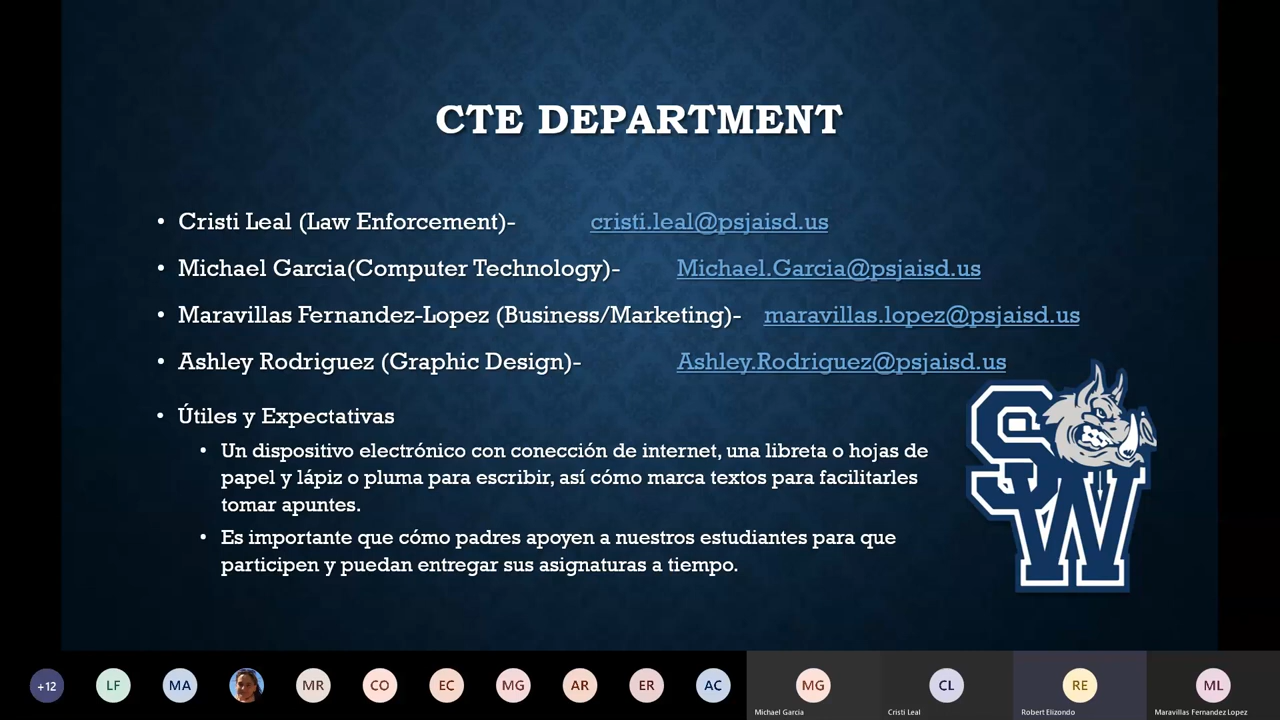 CTE DEPARTMENT
• Cristi Leal (Law Enforcement)- cristi.leal@psjaisd.us
• Michael Garcia(Computer Technology)- Michael.Garcia@psjaisd.us
• Maravillas Fernandez-Lopez (Business/Marketing)- maravillas.lopez@psjaisd.us
• Ashley Rodriguez (Graphic Design)- Ashley.Rodriguez@psjaisd.us
• Útiles y Expectativas
• Un dispositivo electrónico con conección de internet, una libreta o hojas de
papel y lápiz o pluma para escribir, así cómo marca textos para facilitarles
tomar apuntes.
• Es importante que cómo padres apoyen a nuestros estudiantes para que
participen y puedan entregar sus asignaturas a tiempo.
SW
+12 LF MA MR CO EC MG AR ER AC MG CL RE ML
Michael Garcia Cristi Leal Robert Elizondo Maravillas Fernandez Lopez